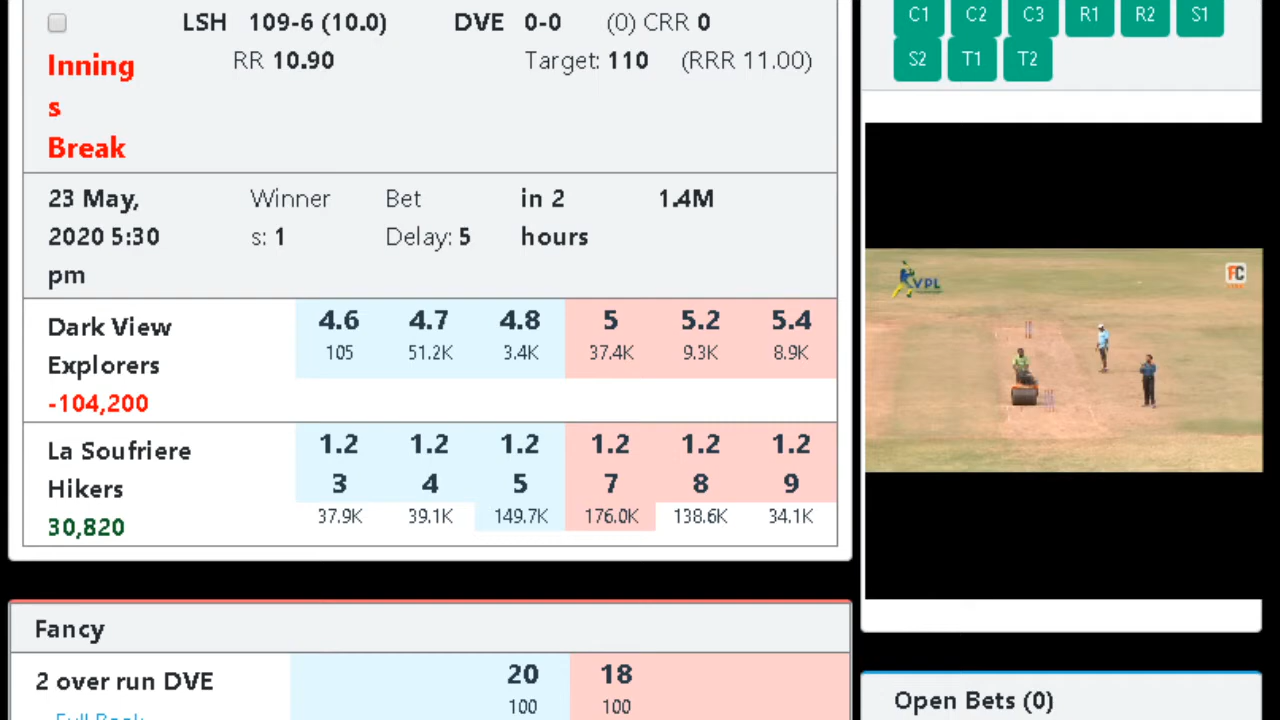 LSH 109-6 (10.0) DVE 0-0 (0) CRR 0
RR 10.90 Target: 110 (RRR 11.00)
Inning
s
Break
23 May, Winner Bet in 2 1.4M
2020 5:30 s: 1 Delay: 5 hours
pm
Dark View 4.6 4.7 4.8 5 5.2 5.4
Explorers 105 51.2K 3.4K 37.4K 9.3K 8.9K
-104,200
La Soufriere 1.2 1.2 1.2 1.2 1.2 1.2
Hikers 3 4 5 7 8 9
30,820 37.9K 39.1K 149.7K 176.0K 138.6K 34.1K
Fancy
2 over run DVE 20 18
100 100
C1 C2 C3 R1 R2 S1
S2 T1 T2
VPL FC
Open Bets (0)